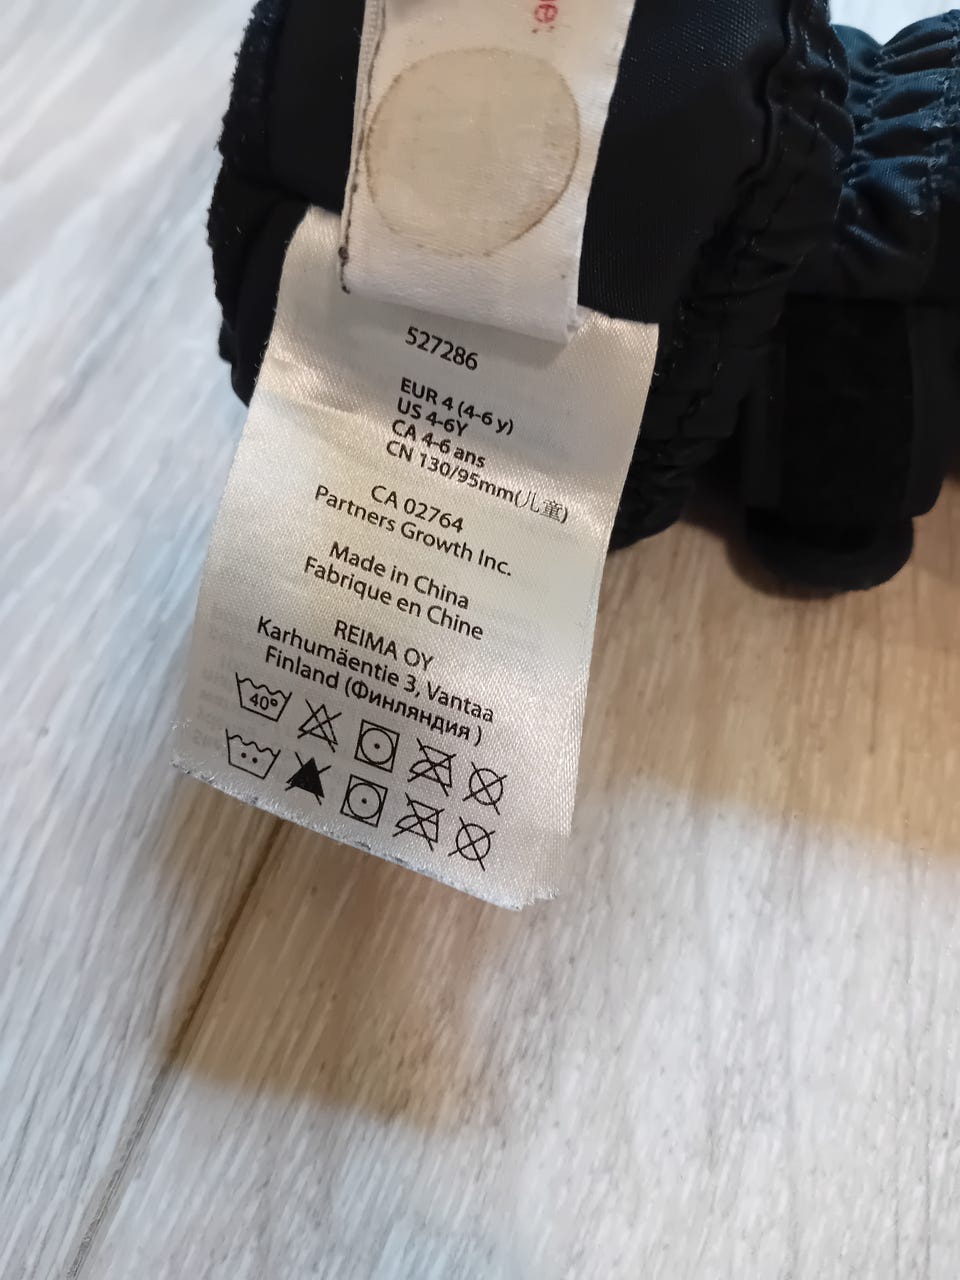 527286
EUR 4 (4-6 y)
US 4-6Y
CA 4-6 ans
CN 130/95mm(儿童)
CA 02764
Partners Growth Inc.
Made in China
Fabrique en Chine
REIMA OY
Karhumäentie 3, Vantaa
Finland (Финляндия )
40°